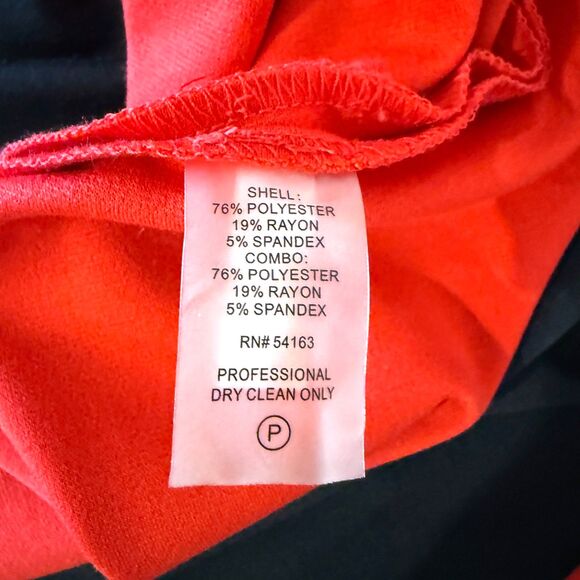 SHELL:
76% POLYESTER
19% RAYON
5% SPANDEX
COMBO:
76% POLYESTER
19% RAYON
5% SPANDEX
RN# 54163
PROFESSIONAL
DRY CLEAN ONLY
P